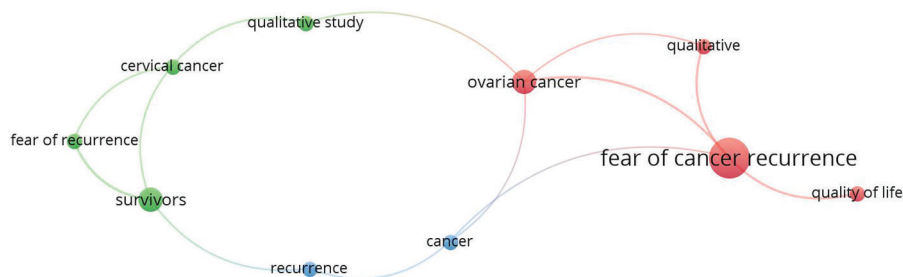 qualitative study
qualitative
cervical cancer
ovarian cancer
fear of recurrence
fear of cancer recurrence
quality of life
survivors
cancer
recurrence